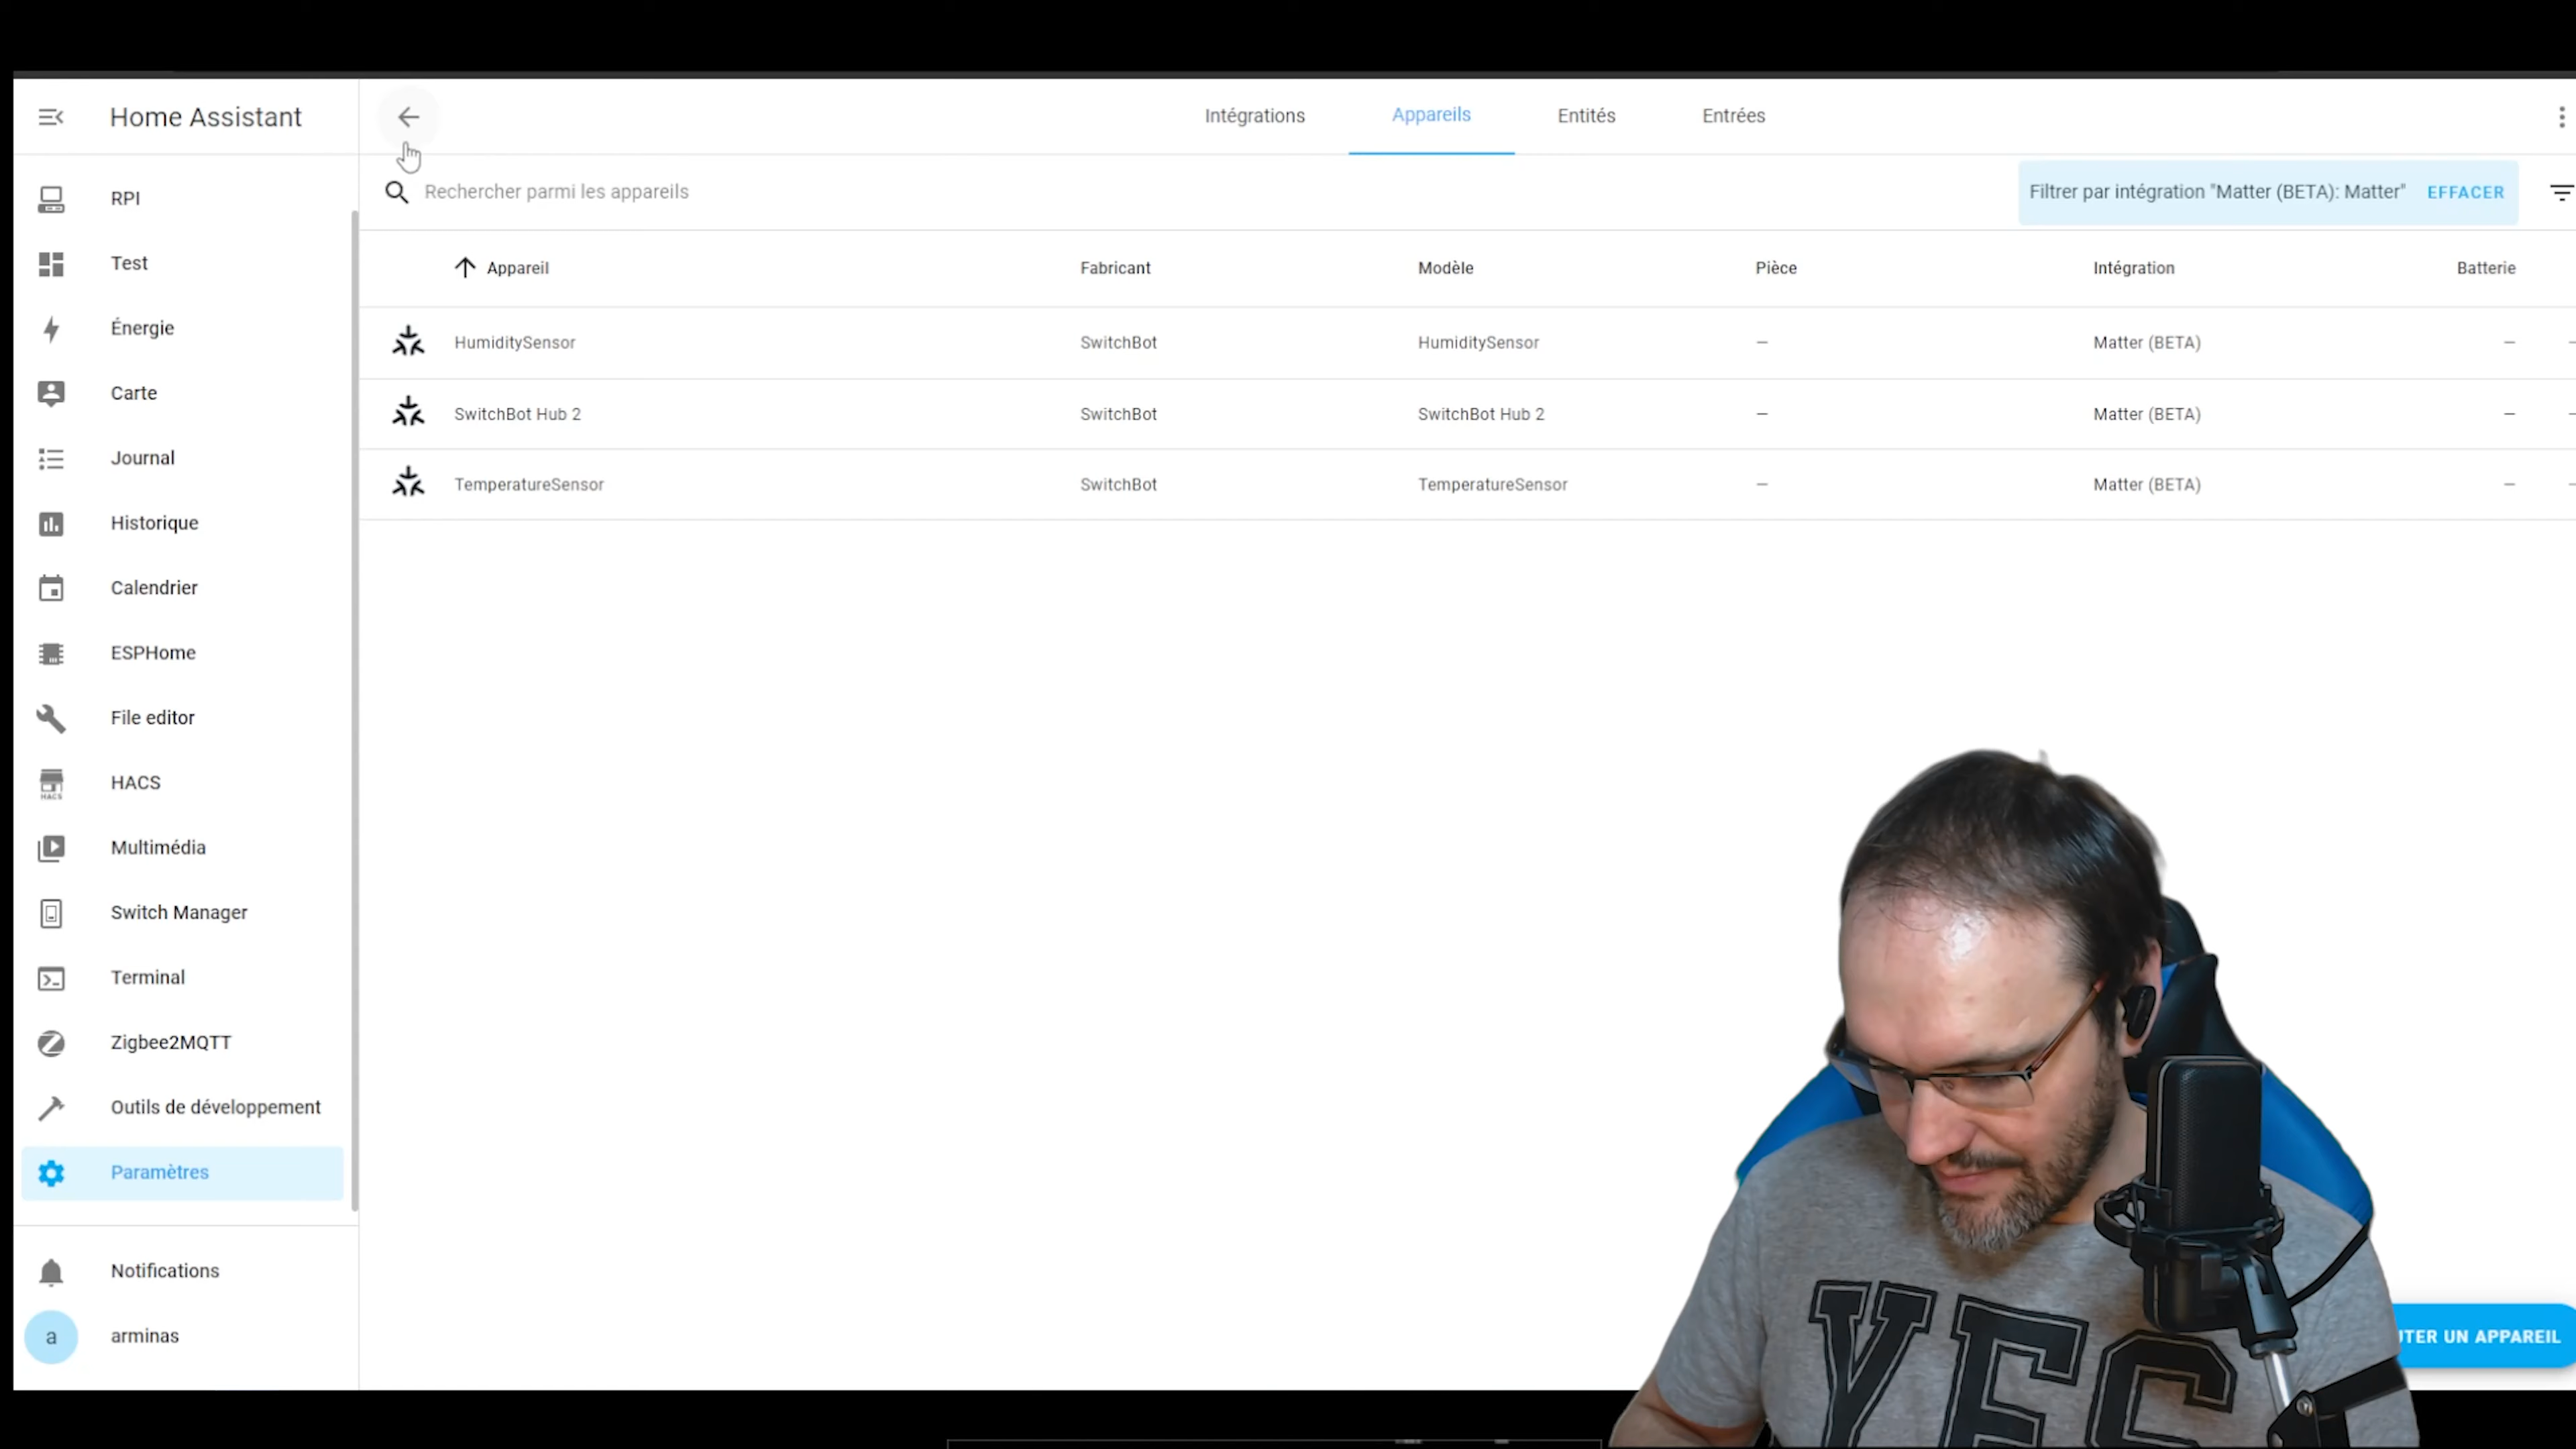 Home Assistant
Intégrations
Appareils
Entités
Entrées
RPI
Rechercher parmi les appareils
Filtrer par intégration "Matter (BETA): Matter"
EFFACER
Test
Appareil
Fabricant
Modèle
Pièce
Intégration
Batterie
Énergie
HumiditySensor
SwitchBot
HumiditySensor
–
Matter (BETA)
–
Carte
SwitchBot Hub 2
SwitchBot
SwitchBot Hub 2
–
Matter (BETA)
–
Journal
TemperatureSensor
SwitchBot
TemperatureSensor
–
Matter (BETA)
–
Historique
Calendrier
ESPHome
File editor
HACS
HACS
Multimédia
Switch Manager
Terminal
Zigbee2MQTT
Outils de développement
Paramètres
Notifications
a
arminas
UN APPAREIL
YES